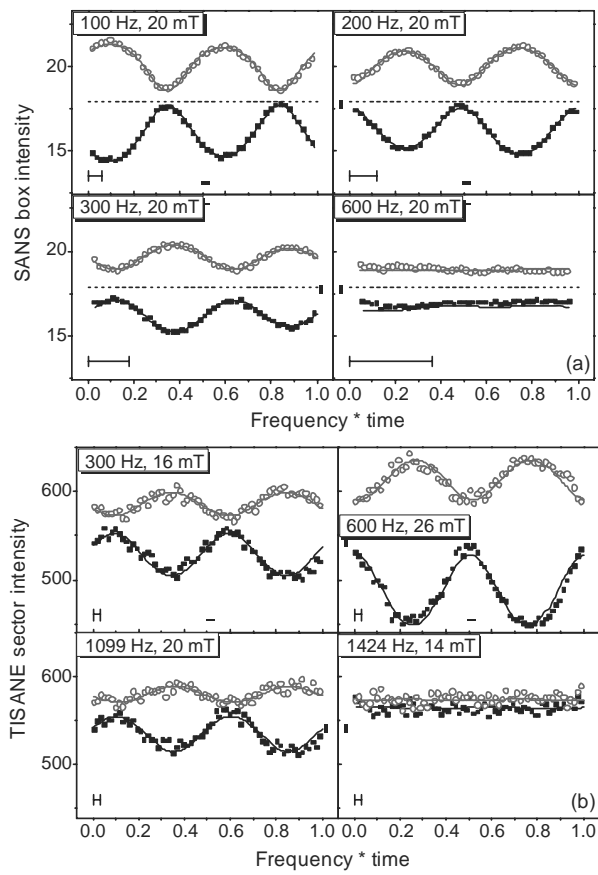 100 Hz, 20 mT
200 Hz, 20 mT
20
15
300 Hz, 20 mT
600 Hz, 20 mT
20
15
(a)
SANS box intensity
0.0 0.2 0.4 0.6 0.8 1.0 0.0 0.2 0.4 0.6 0.8 1.0
Frequency * time
300 Hz, 16 mT
600
600 Hz, 26 mT
500
1099 Hz, 20 mT
1424 Hz, 14 mT
600
500
(b)
TISANE sector intensity
0.0 0.2 0.4 0.6 0.8 1.0 0.0 0.2 0.4 0.6 0.8 1.0
Frequency * time